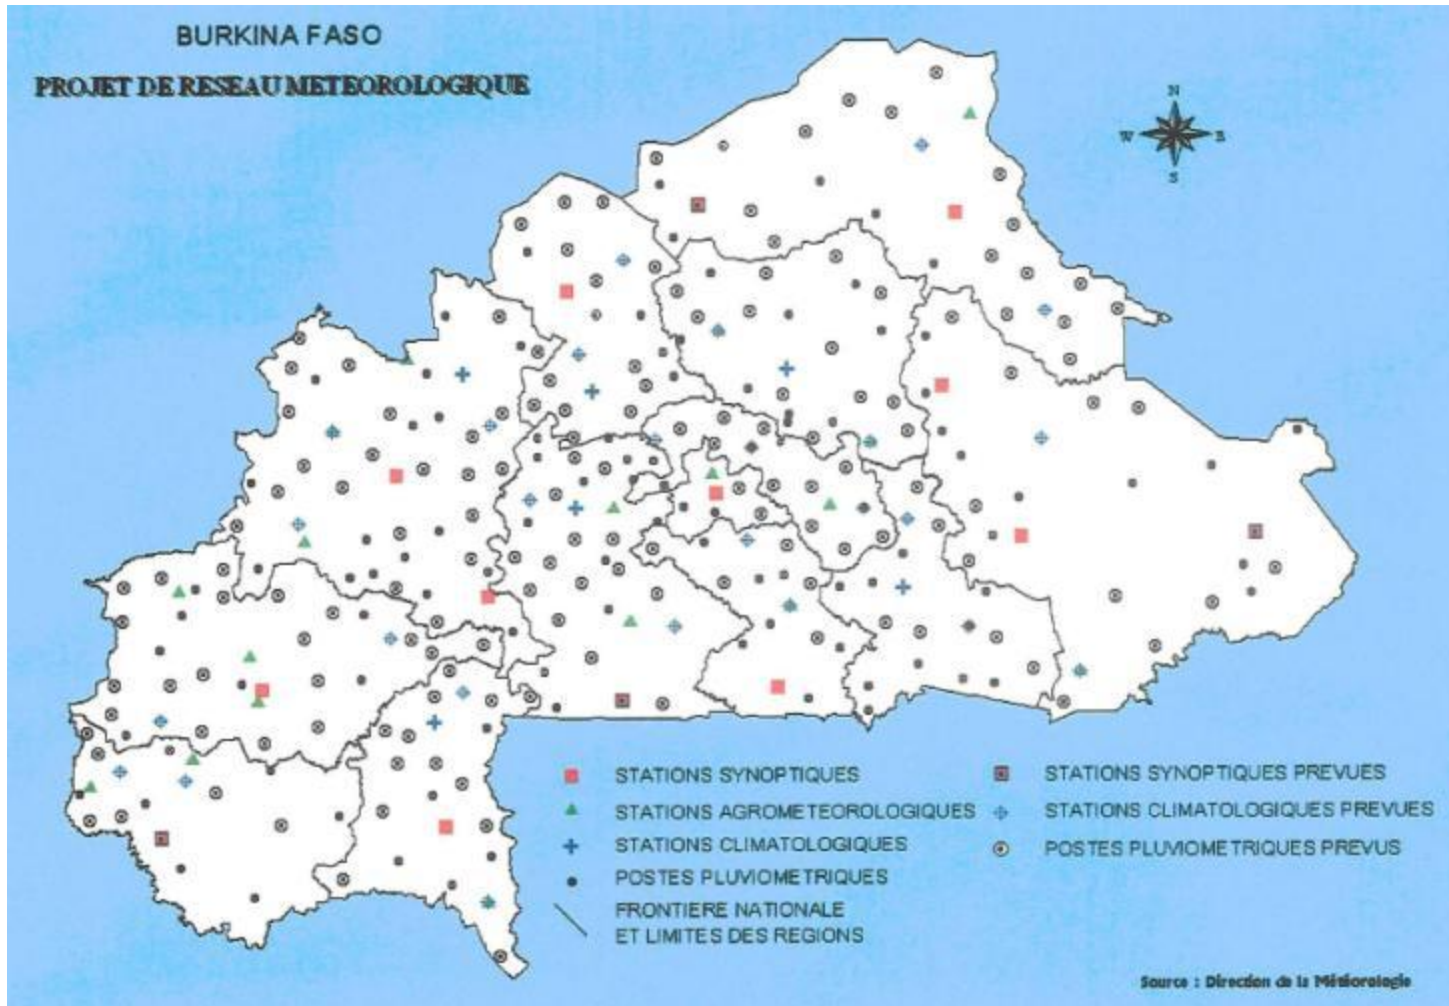 BURKINA FASO
PROJET DE RESEAU METEOROLOGIQUE
N
W E
S
STATIONS SYNOPTIQUES
STATIONS AGROMETEOROLOGIQUES
STATIONS CLIMATOLOGIQUES
POSTES PLUVIOMETRIQUES
FRONTIERE NATIONALE
ET LIMITES DES REGIONS
STATIONS SYNOPTIQUES PREVUES
STATIONS CLIMATOLOGIQUES PREVUES
POSTES PLUVIOMETRIQUES PREVUS
Source : Direction de la Météorologie